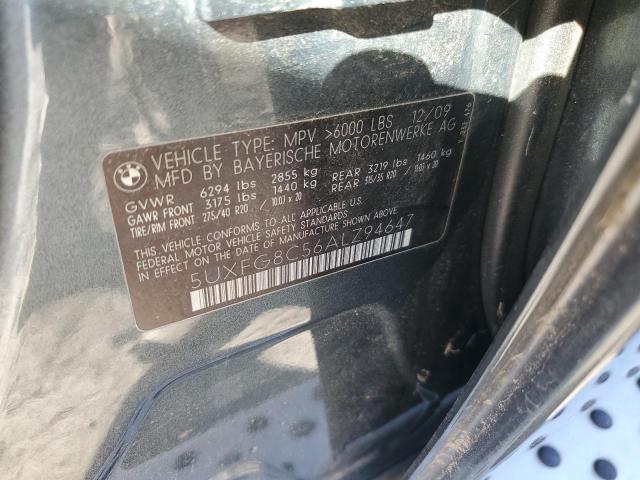 BMW
VEHICLE TYPE: MPV >6000 LBS 12/09
MFD BY BAYERISCHE MOTORENWERKE AG
GVWR 6294 lbs 2855 kg
GAWR FRONT 3175 lbs 1440 kg REAR 3219 lbs 1460 kg
TIRE/RIM FRONT 275/40 R20 / 10.0J x 20 REAR 315/35 R20 / 11.0J x 20
THIS VEHICLE CONFORMS TO ALL APPLICABLE U.S.
FEDERAL MOTOR VEHICLE SAFETY STANDARDS
IN EFFECT ON THE DATE OF MANUFACTURE SHOWN ABOVE.
5UXFG8C56ALZ94647